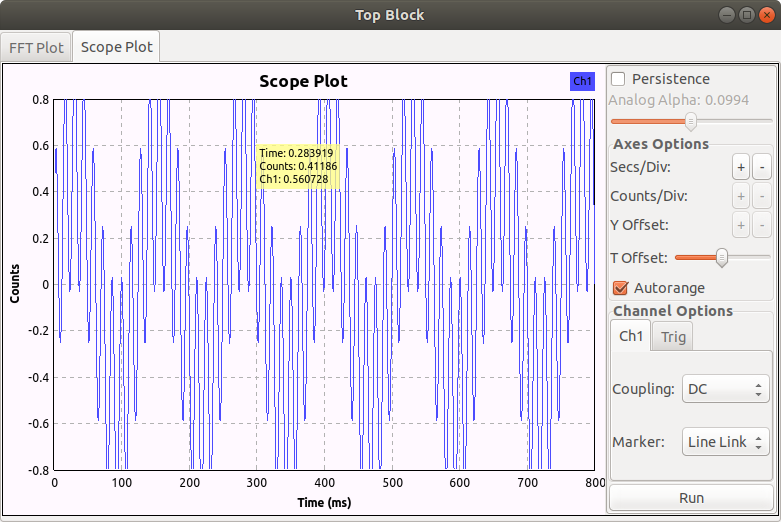 Top Block
FFT Plot
Scope Plot
Scope Plot
Ch1
0.8
0.6
0.4
0.2
0
-0.2
-0.4
-0.6
-0.8
Counts
Time: 0.283919
Counts: 0.41186
Ch1: 0.560728
0 100 200 300 400 500 600 700 800
Time (ms)
Persistence
Analog Alpha: 0.0994
Axes Options
Secs/Div: + -
Counts/Div: + -
Y Offset: + -
T Offset:
Autorange
Channel Options
Ch1 Trig
Coupling: DC
Marker: Line Link
Run